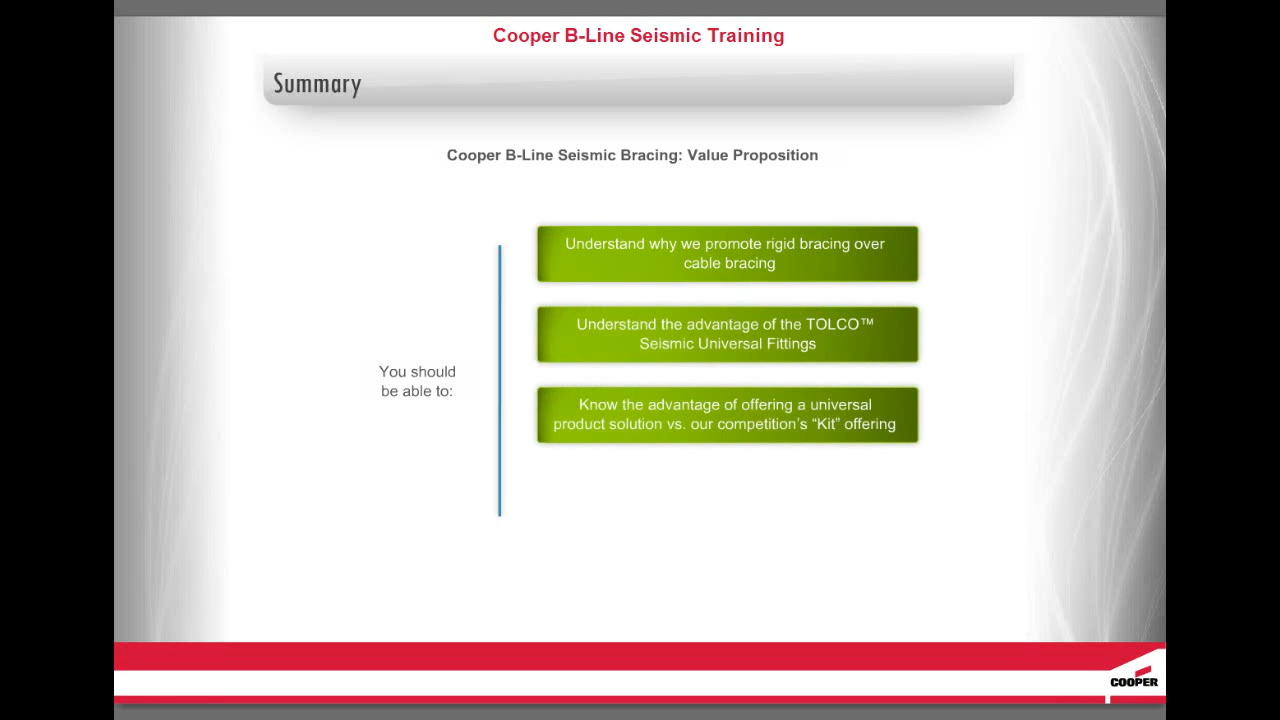 Cooper B-Line Seismic Training
Summary
Cooper B-Line Seismic Bracing: Value Proposition
You should
be able to:
Understand why we promote rigid bracing over
cable bracing
Understand the advantage of the TOLCO™
Seismic Universal Fittings
Know the advantage of offering a universal
product solution vs. our competition’s “Kit” offering
COOPER